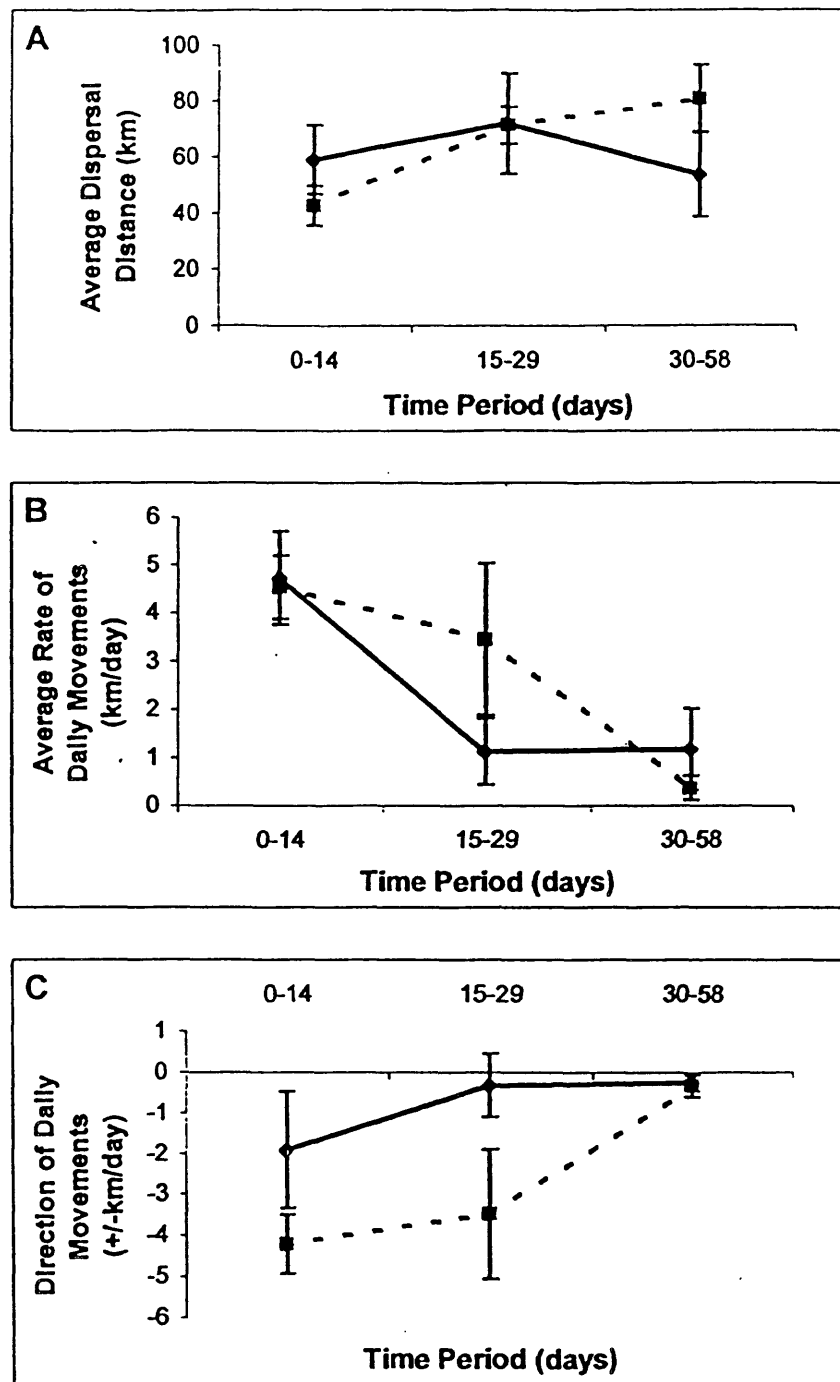 A
Average Dispersal
Distance (km)
100
80
60
40
20
0
0-14
15-29
30-58
Time Period (days)
B
Average Rate of
Daily Movements
(km/day)
6
5
4
3
2
1
0
0-14
15-29
30-58
Time Period (days)
C
0-14
15-29
30-58
Direction of Daily
Movements
(+/-km/day)
1
0
-1
-2
-3
-4
-5
-6
Time Period (days)